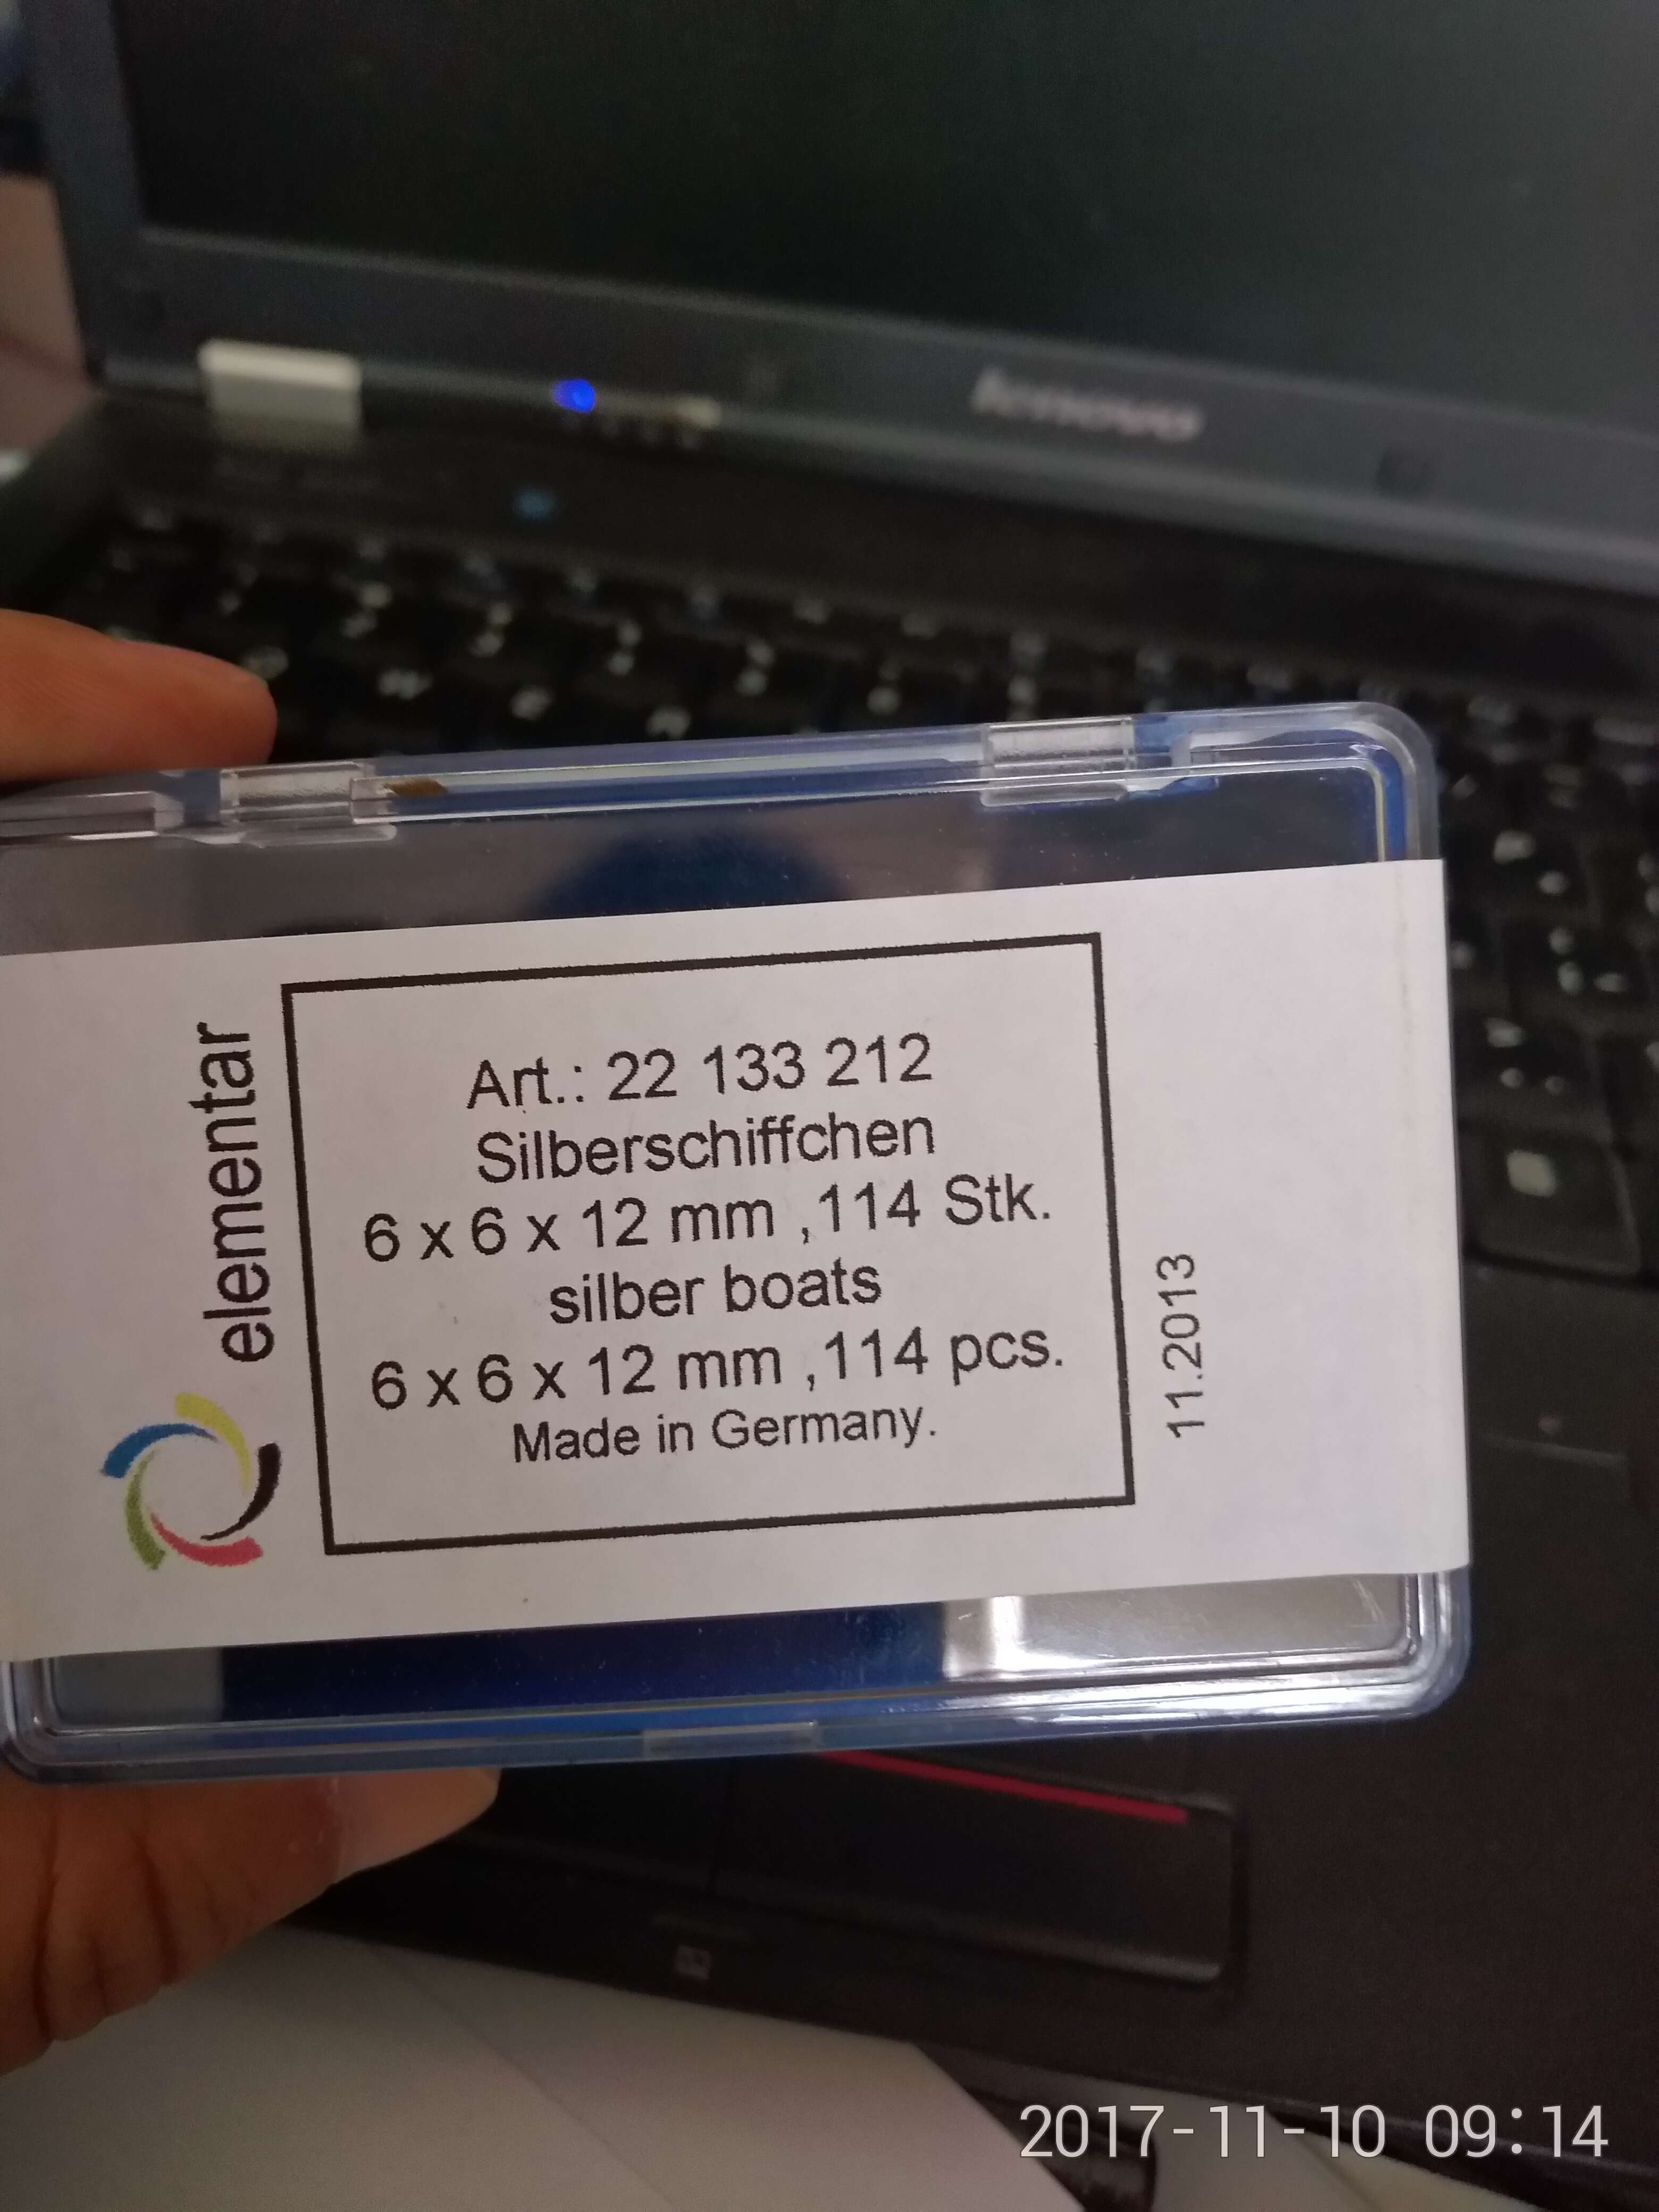 lenovo
elementar
Art.: 22 133 212
Silberschiffchen
6 x 6 x 12 mm ,114 Stk.
silber boats
6 x 6 x 12 mm ,114 pcs.
Made in Germany.
11.2013
2017-11-10 09:14